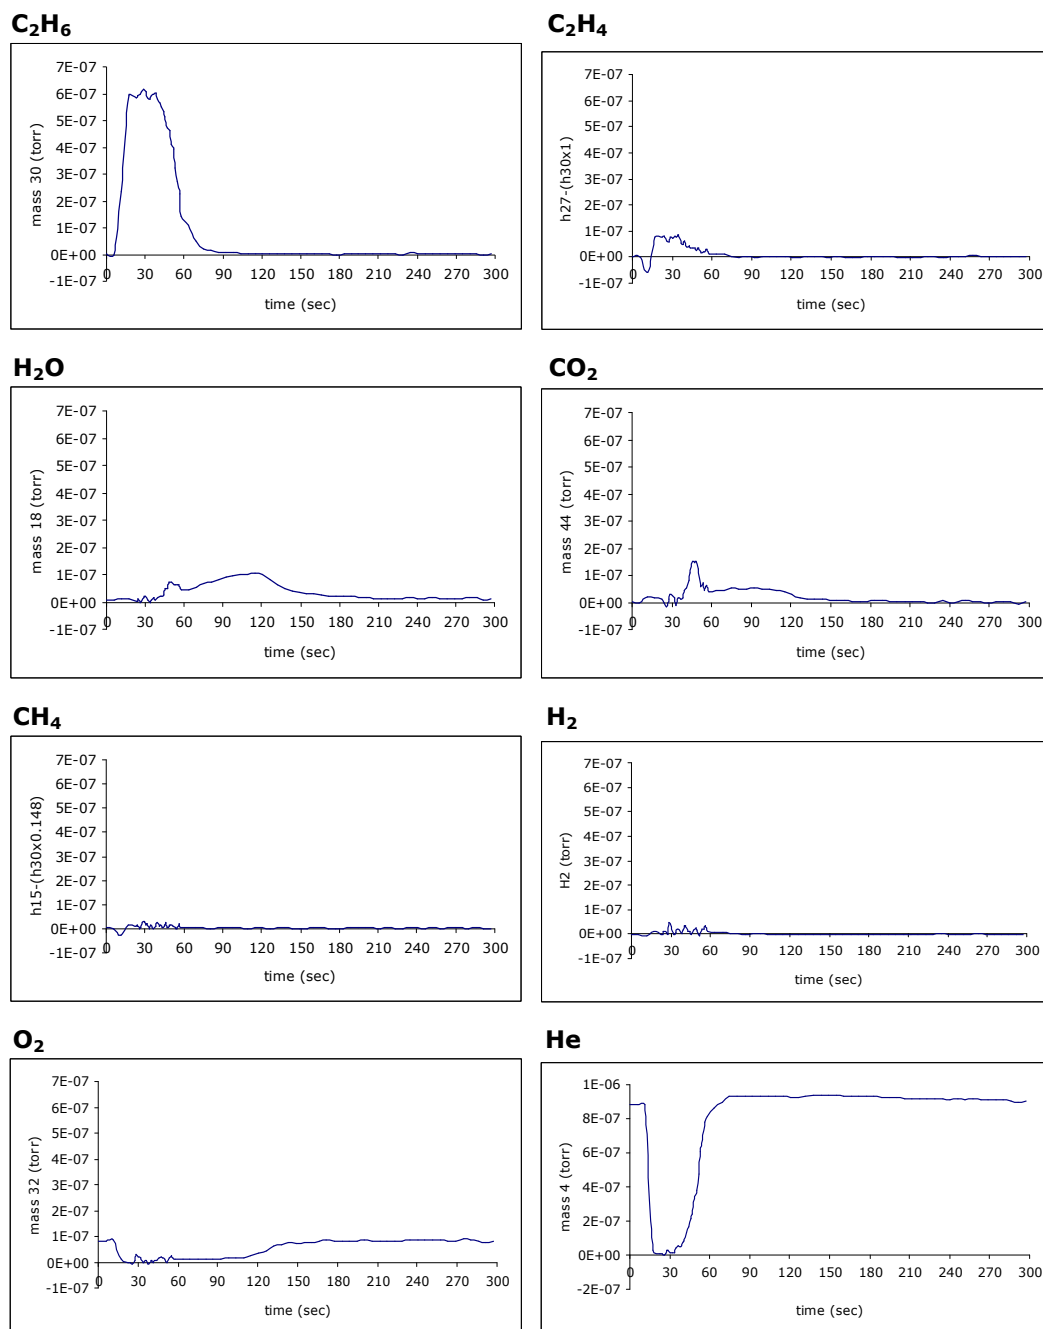 C₂H₆
7E-07
6E-07
5E-07
4E-07
3E-07
2E-07
1E-07
0E+00
-1E-07
mass 30 (torr)
0 30 60 90 120 150 180 210 240 270 300
time (sec)
C₂H₄
7E-07
6E-07
5E-07
4E-07
3E-07
2E-07
1E-07
0E+00
-1E-07
h27-(h30x1)
0 30 60 90 120 150 180 210 240 270 300
time (sec)
H₂O
7E-07
6E-07
5E-07
4E-07
3E-07
2E-07
1E-07
0E+00
-1E-07
mass 18 (torr)
0 30 60 90 120 150 180 210 240 270 300
time (sec)
CO₂
7E-07
6E-07
5E-07
4E-07
3E-07
2E-07
1E-07
0E+00
-1E-07
mass 44 (torr)
0 30 60 90 120 150 180 210 240 270 300
time (sec)
CH₄
7E-07
6E-07
5E-07
4E-07
3E-07
2E-07
1E-07
0E+00
-1E-07
h15-(h30x0.148)
0 30 60 90 120 150 180 210 240 270 300
time (sec)
H₂
7E-07
6E-07
5E-07
4E-07
3E-07
2E-07
1E-07
0E+00
-1E-07
H2 (torr)
0 30 60 90 120 150 180 210 240 270 300
time (sec)
O₂
7E-07
6E-07
5E-07
4E-07
3E-07
2E-07
1E-07
0E+00
-1E-07
mass 32 (torr)
0 30 60 90 120 150 180 210 240 270 300
time (sec)
He
1E-06
8E-07
6E-07
4E-07
2E-07
0E+00
-2E-07
mass 4 (torr)
0 30 60 90 120 150 180 210 240 270 300
time (sec)